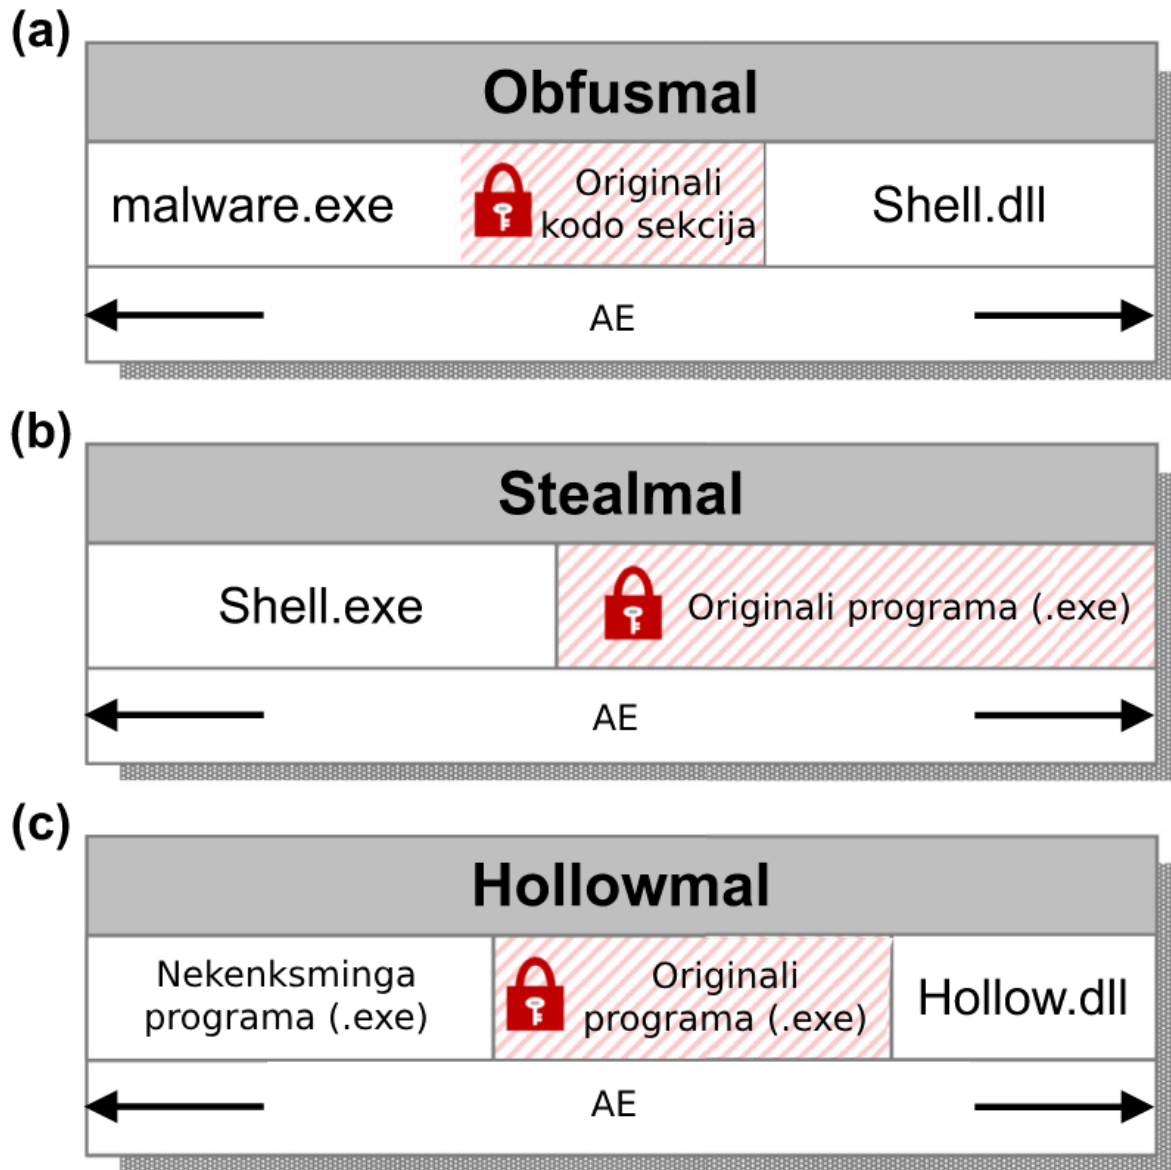 (a)
Obfusmal
malware.exe
Originali
kodo sekcija
Shell.dll
AE
(b)
Stealmal
Shell.exe
Originali programa (.exe)
AE
(c)
Hollowmal
Nekenksminga
programa (.exe)
Originali
programa (.exe)
Hollow.dll
AE